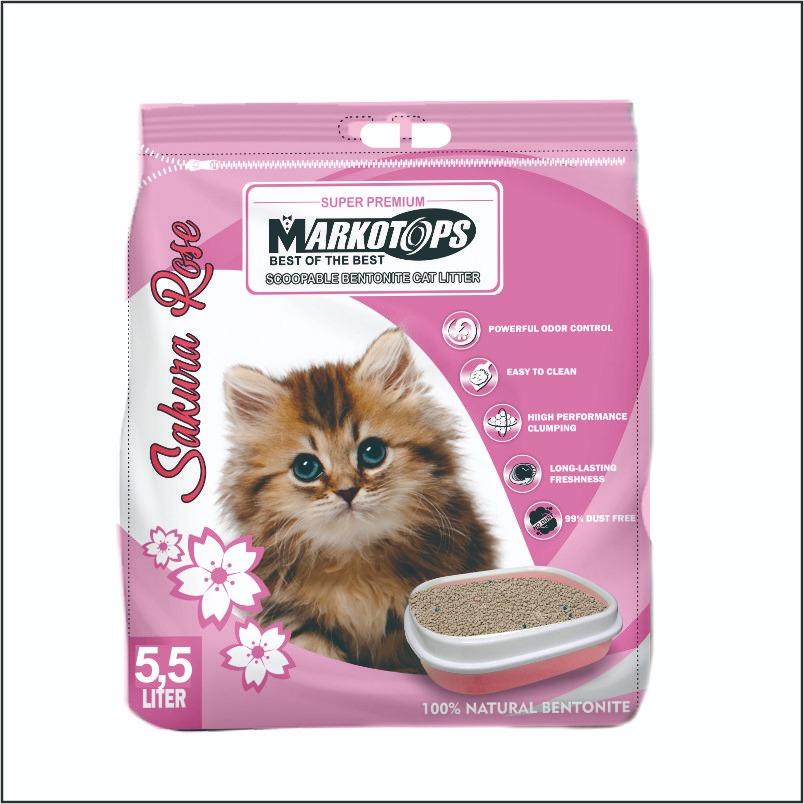 SUPER PREMIUM
MARKOTOPS
BEST OF THE BEST
SCOOPABLE BENTONITE CAT LITTER
Sakura Rose
POWERFUL ODOR CONTROL
EASY TO CLEAN
HIIGH PERFORMANCE
CLUMPING
LONG-LASTING
FRESHNESS
99% DUST FREE
5,5
LITER
100% NATURAL BENTONITE